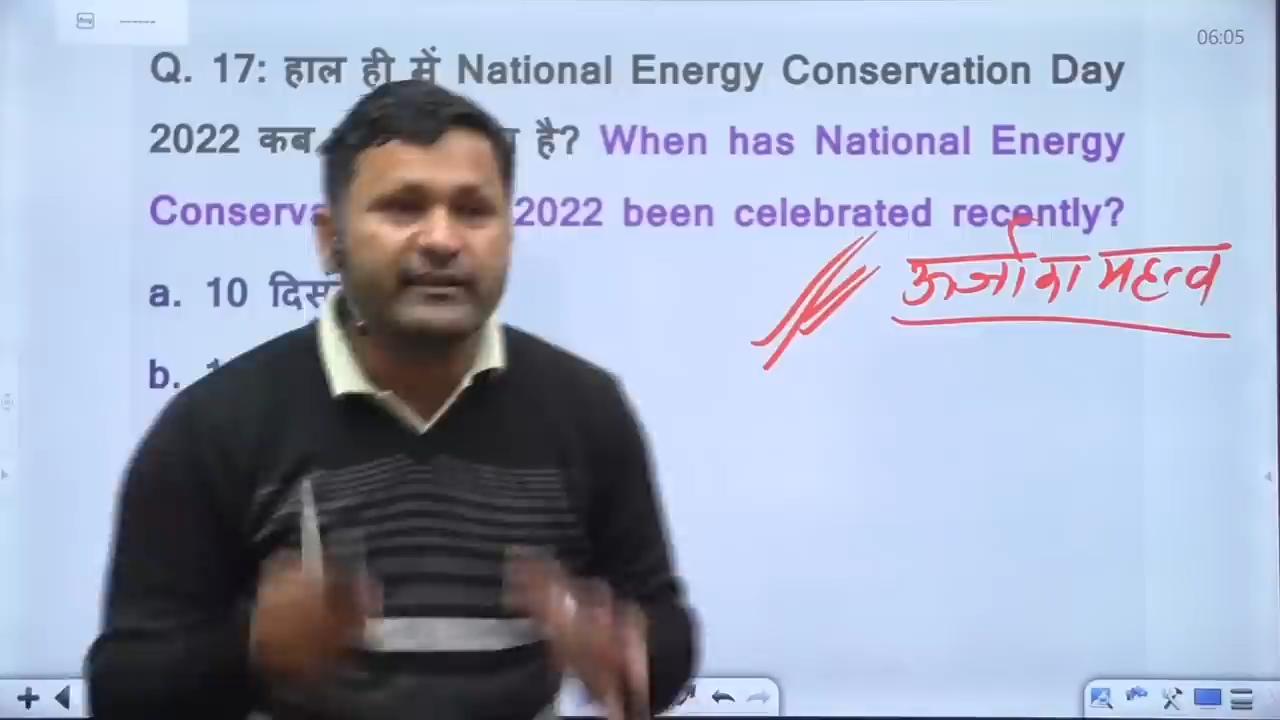 06:05
Q. 17: हाल ही में National Energy Conservation Day
2022 कब है? When has National Energy
2022 been celebrated recently?
ऊर्जा का महत्व
a. 10
b.